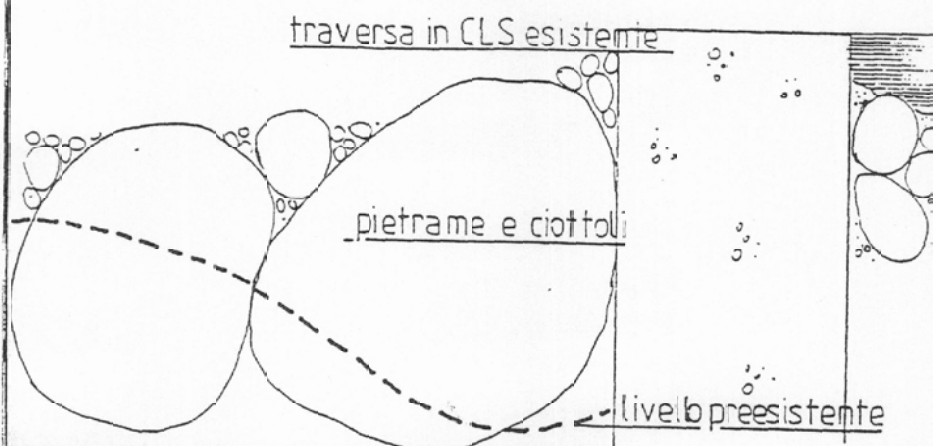 traversa in CLS esistente
pietrame e ciottoli
livello preesistente